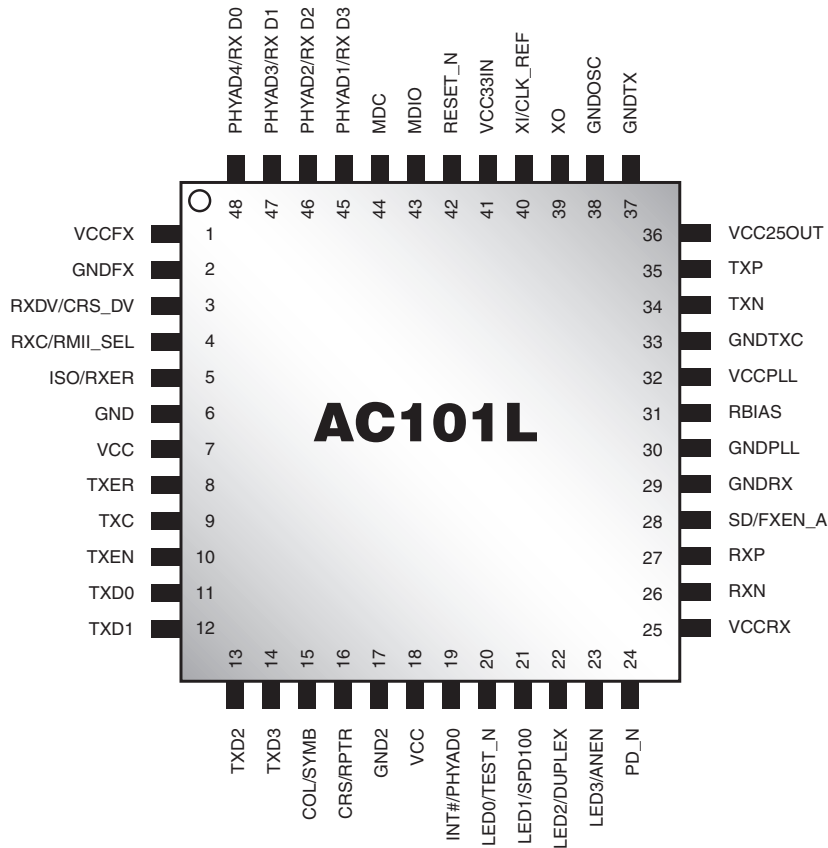 PHYAD4/RX D0
PHYAD3/RX D1
PHYAD2/RX D2
PHYAD1/RX D3
MDC
MDIO
RESET_N
VCC33IN
XI/CLK_REF
XO
GNDOSC
GNDTX
48
47
46
45
44
43
42
41
40
39
38
37
VCCFX 1
GNDFX 2
RXDV/CRS_DV 3
RXC/RMII_SEL 4
ISO/RXER 5
GND 6
VCC 7
TXER 8
TXC 9
TXEN 10
TXD0 11
TXD1 12
AC101L
36 VCC25OUT
35 TXP
34 TXN
33 GNDTXC
32 VCCPLL
31 RBIAS
30 GNDPLL
29 GNDRX
28 SD/FXEN_A
27 RXP
26 RXN
25 VCCRX
13
14
15
16
17
18
19
20
21
22
23
24
TXD2
TXD3
COL/SYMB
CRS/RPTR
GND2
VCC
INT#/PHYAD0
LED0/TEST_N
LED1/SPD100
LED2/DUPLEX
LED3/ANEN
PD_N